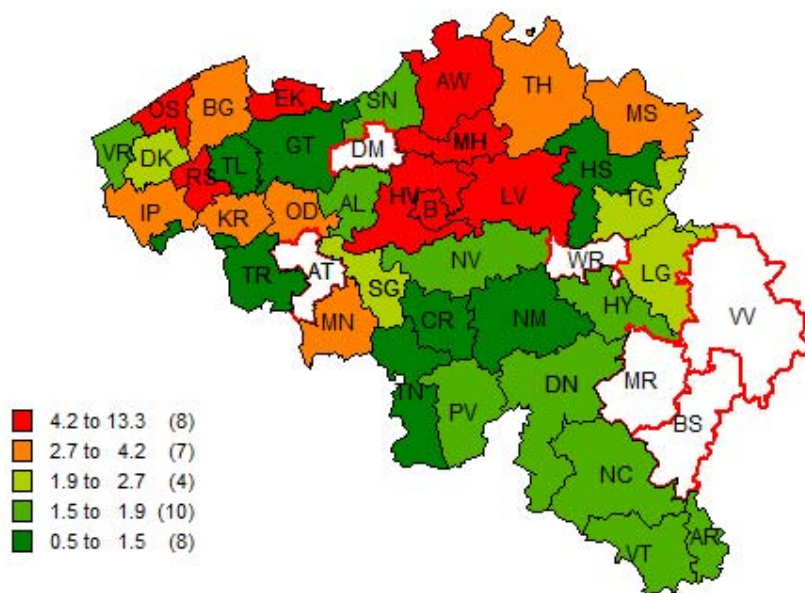 AW
TH
OS
BG
EK
SN
MS
VR
DK
RS
TL
GT
DM
MH
HS
IP
KR
OD
AL
HV
B
LV
TG
TR
AT
SG
NV
WR
LG
MN
CR
NM
HY
VV
TN
PV
DN
MR
BS
NC
VT
AR
4.2 to 13.3 (8)
2.7 to 4.2 (7)
1.9 to 2.7 (4)
1.5 to 1.9 (10)
0.5 to 1.5 (8)